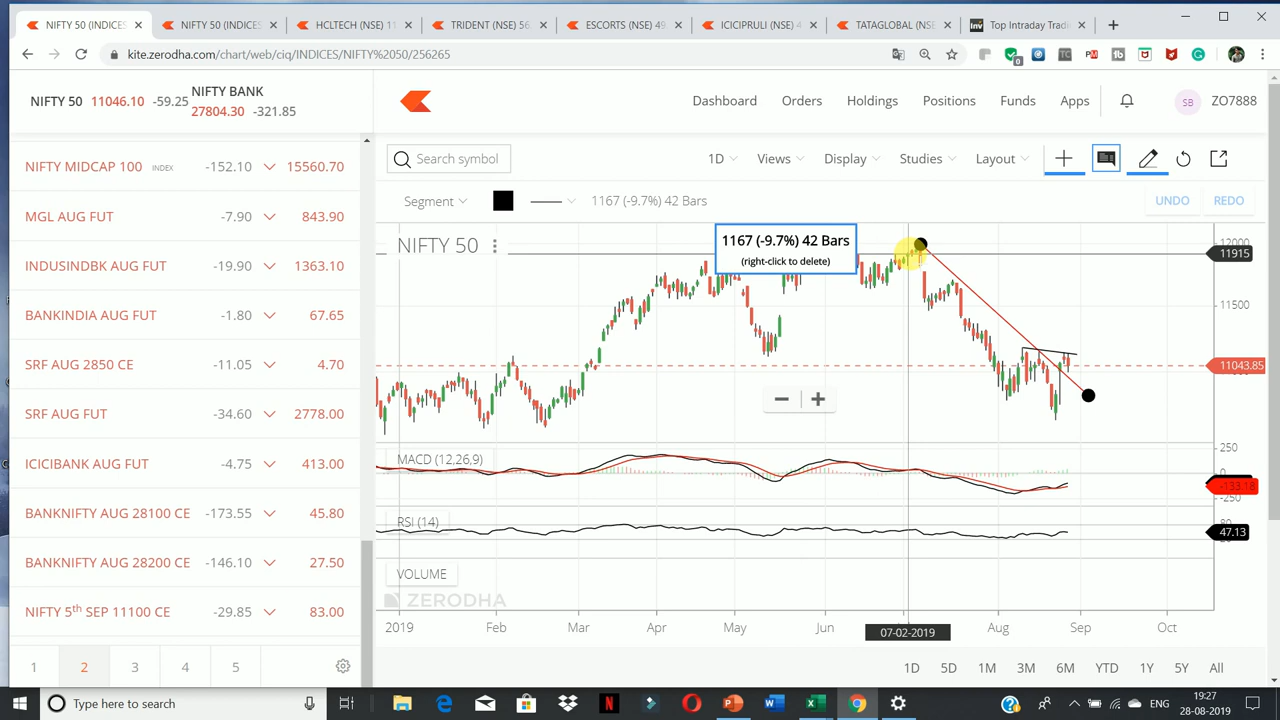 NIFTY 50 (INDICES
NIFTY 50 (INDICES
HCLTECH (NSE) 11
TRIDENT (NSE) 56
ESCORTS (NSE) 49
ICICIPRULI (NSE) 4
TATAGLOBAL (NSE
Inv Top Intraday Tradi
kite.zerodha.com/chart/web/ciq/INDICES/NIFTY%2050/256265
NIFTY 50 11046.10 -59.25
NIFTY BANK
27804.30 -321.85
Dashboard Orders Holdings Positions Funds Apps
SB ZO7888
NIFTY MIDCAP 100 INDEX -152.10 15560.70
MGL AUG FUT -7.90 843.90
INDUSINDBK AUG FUT -19.90 1363.10
BANKINDIA AUG FUT -1.80 67.65
SRF AUG 2850 CE -11.05 4.70
SRF AUG FUT -34.60 2778.00
ICICIBANK AUG FUT -4.75 413.00
BANKNIFTY AUG 28100 CE -173.55 45.80
BANKNIFTY AUG 28200 CE -146.10 27.50
NIFTY 5th SEP 11100 CE -29.85 83.00
1 2 3 4 5
Search symbol
1D Views Display Studies Layout
Segment 1167 (-9.7%) 42 Bars UNDO REDO
NIFTY 50
1167 (-9.7%) 42 Bars
(right-click to delete)
12000
11915
11500
11043.85
MACD (12,26,9)
250
0
-133.18
-250
RSI (14)
80
47.13
VOLUME
ZERODHA
2019 Feb Mar Apr May Jun Aug Sep Oct
07-02-2019
1D 5D 1M 3M 6M YTD 1Y 5Y All
Type here to search
ENG
19:27
28-08-2019